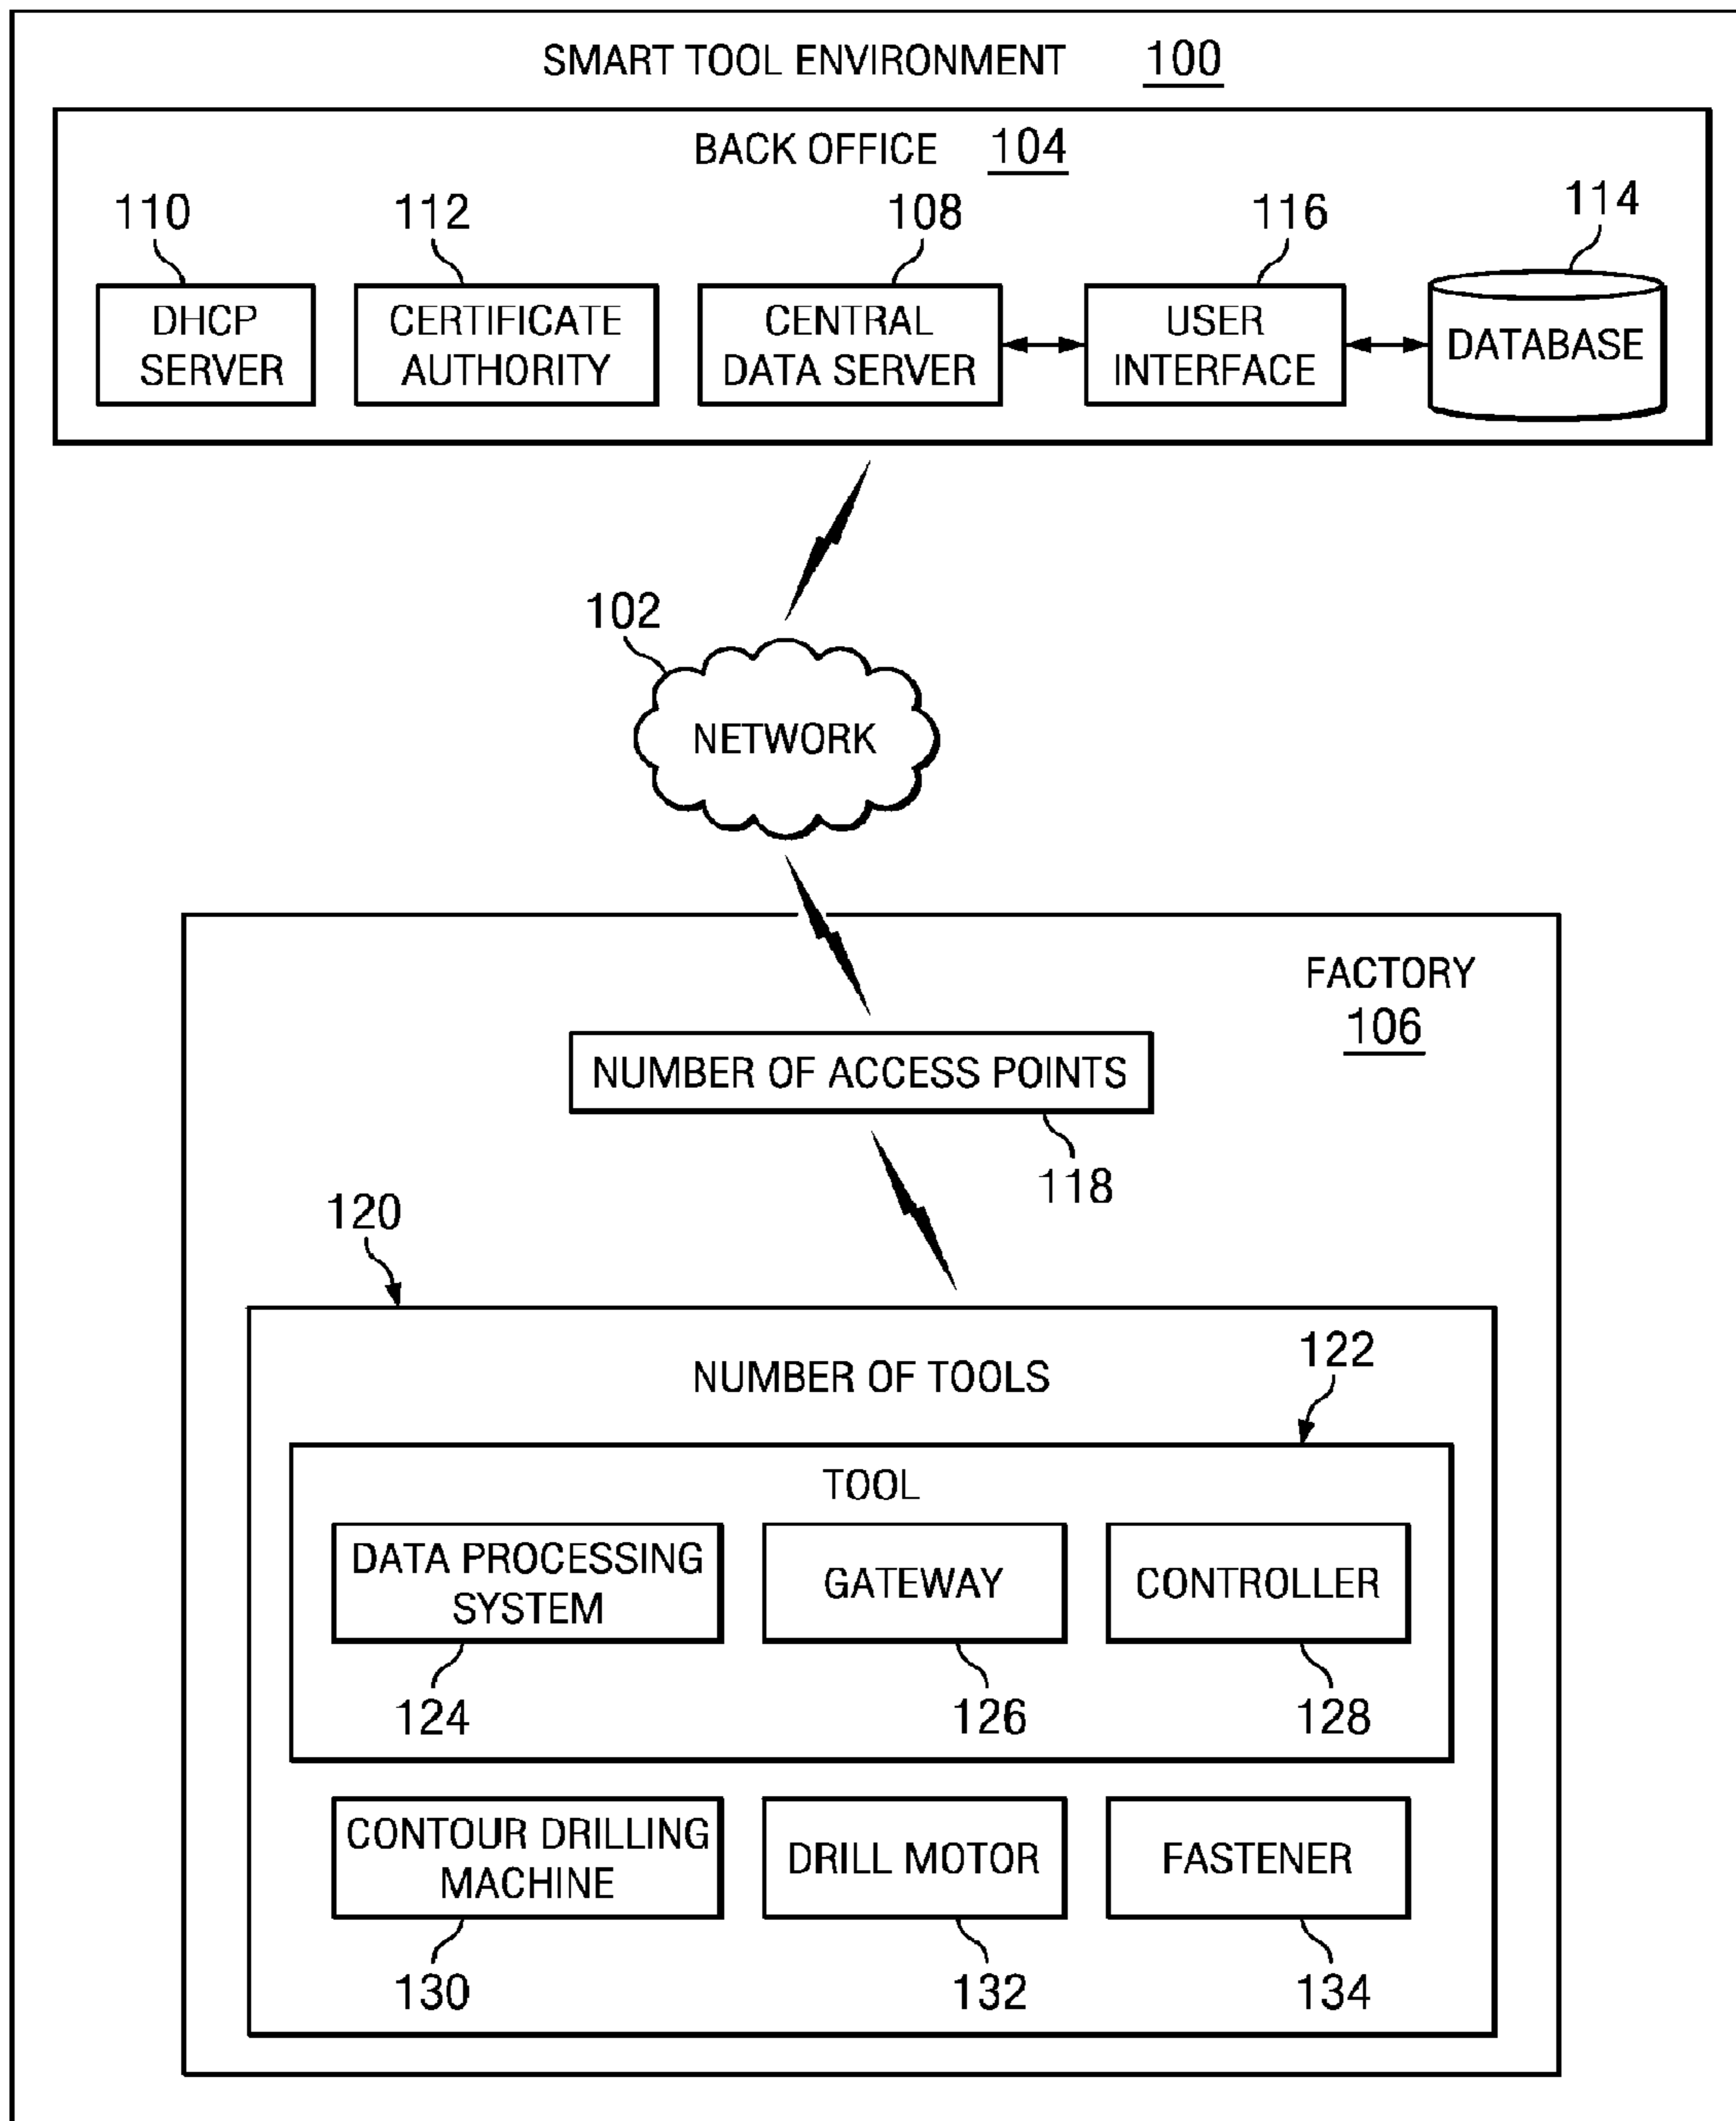 SMART TOOL ENVIRONMENT 100
BACK OFFICE 104
110
112
108
116
114
DHCP
SERVER
CERTIFICATE
AUTHORITY
CENTRAL
DATA SERVER
USER
INTERFACE
DATABASE
102
NETWORK
FACTORY
106
NUMBER OF ACCESS POINTS
118
120
NUMBER OF TOOLS
122
TOOL
DATA PROCESSING
SYSTEM
GATEWAY
CONTROLLER
124
126
128
CONTOUR DRILLING
MACHINE
DRILL MOTOR
FASTENER
130
132
134